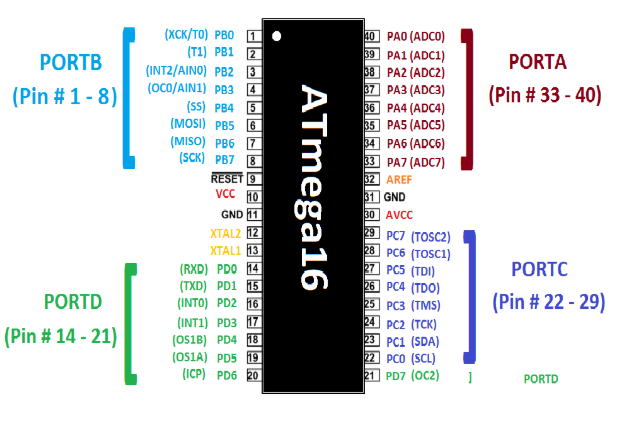 PORTB
(Pin # 1 - 8)
(XCK/T0) PB0 1
(T1) PB1 2
(INT2/AIN0) PB2 3
(OC0/AIN1) PB3 4
(SS) PB4 5
(MOSI) PB5 6
(MISO) PB6 7
(SCK) PB7 8
RESET 9
VCC 10
GND 11
XTAL2 12
XTAL1 13
PORTD
(Pin # 14 - 21)
(RXD) PD0 14
(TXD) PD1 15
(INT0) PD2 16
(INT1) PD3 17
(OS1B) PD4 18
(OS1A) PD5 19
(ICP) PD6 20
ATmega16
40 PA0 (ADC0)
39 PA1 (ADC1)
38 PA2 (ADC2)
37 PA3 (ADC3)
36 PA4 (ADC4)
35 PA5 (ADC5)
34 PA6 (ADC6)
33 PA7 (ADC7)
PORTA
(Pin # 33 - 40)
32 AREF
31 GND
30 AVCC
29 PC7 (TOSC2)
28 PC6 (TOSC1)
27 PC5 (TDI)
26 PC4 (TDO)
25 PC3 (TMS)
24 PC2 (TCK)
23 PC1 (SDA)
22 PC0 (SCL)
PORTC
(Pin # 22 - 29)
21 PD7 (OC2) ] PORTD